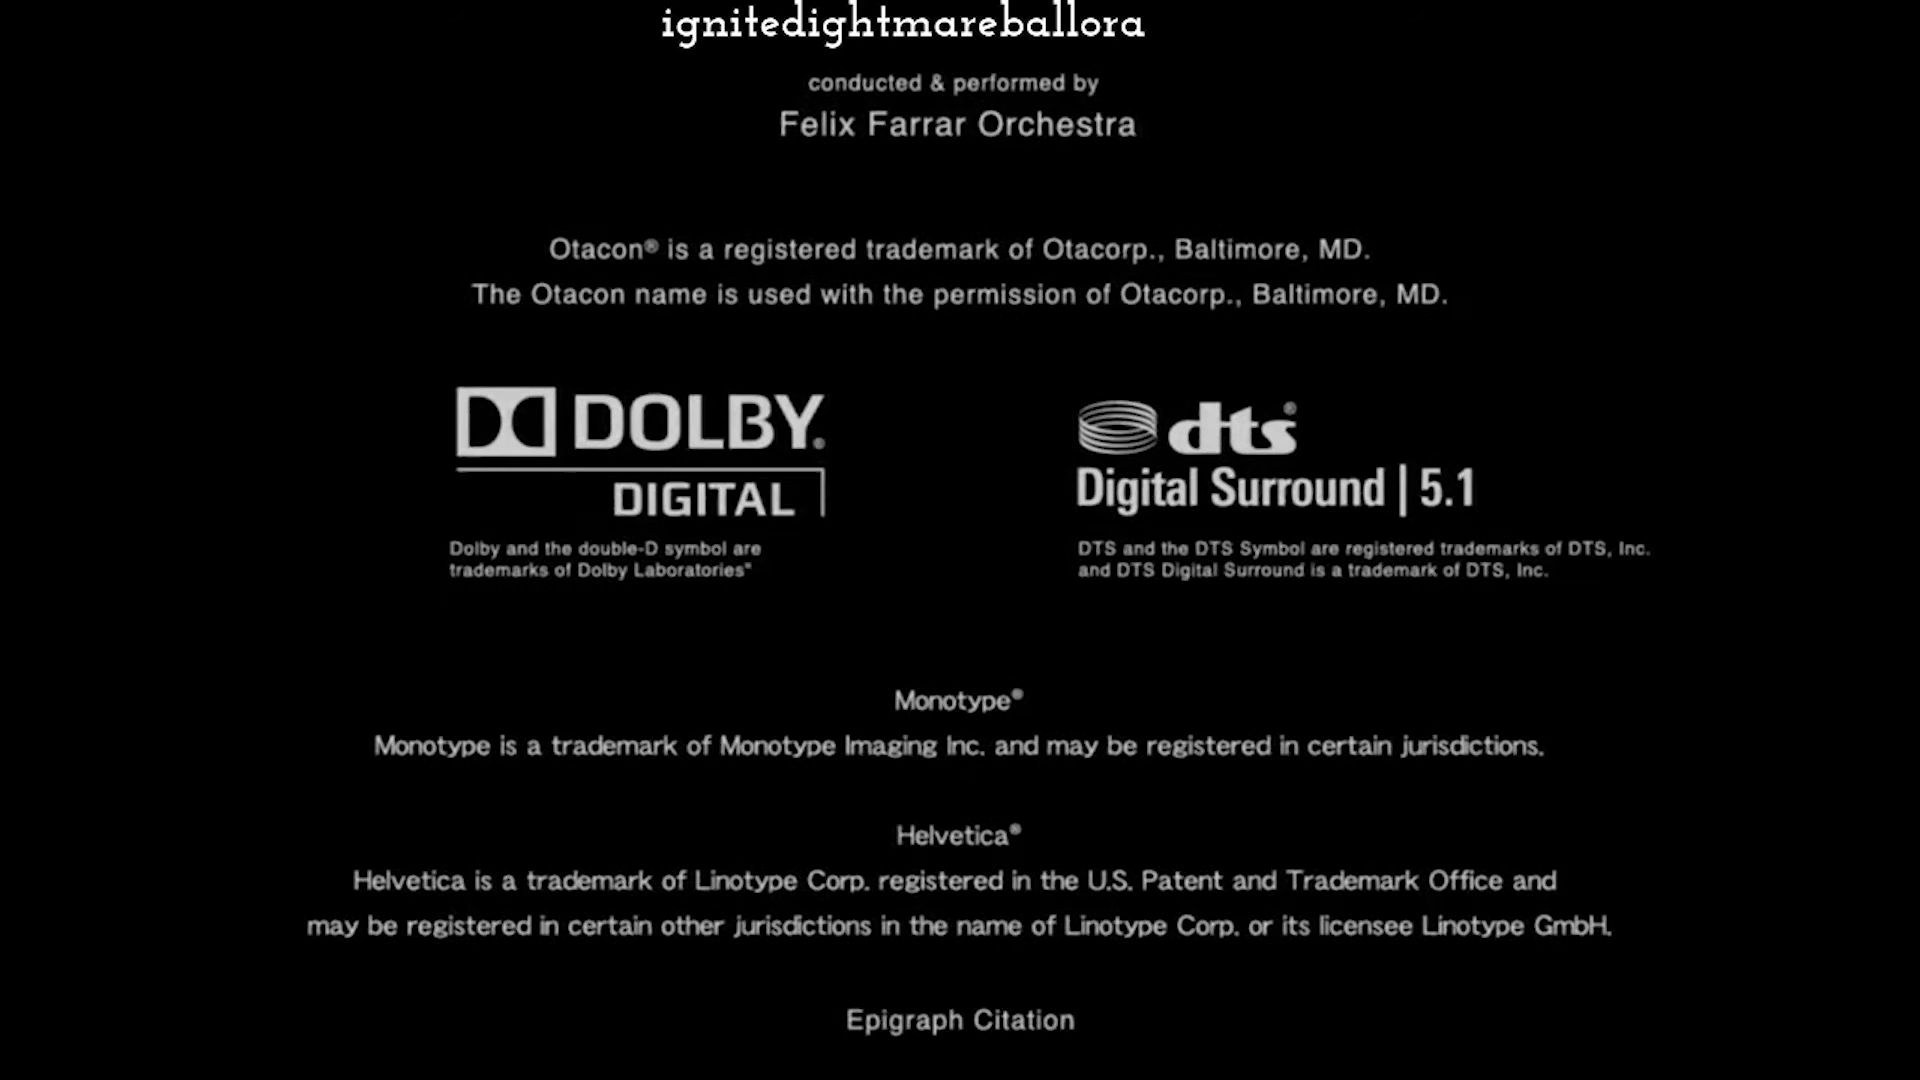 ignitedightmareballora
conducted & performed by
Felix Farrar Orchestra
Otacon® is a registered trademark of Otacorp., Baltimore, MD.
The Otacon name is used with the permission of Otacorp., Baltimore, MD.
DOLBY®
DIGITAL
Dolby and the double-D symbol are
trademarks of Dolby Laboratories®
dts®
Digital Surround | 5.1
DTS and the DTS Symbol are registered trademarks of DTS, Inc.
and DTS Digital Surround is a trademark of DTS, Inc.
Monotype®
Monotype is a trademark of Monotype Imaging Inc. and may be registered in certain jurisdictions.
Helvetica®
Helvetica is a trademark of Linotype Corp. registered in the U.S. Patent and Trademark Office and
may be registered in certain other jurisdictions in the name of Linotype Corp. or its licensee Linotype GmbH.
Epigraph Citation